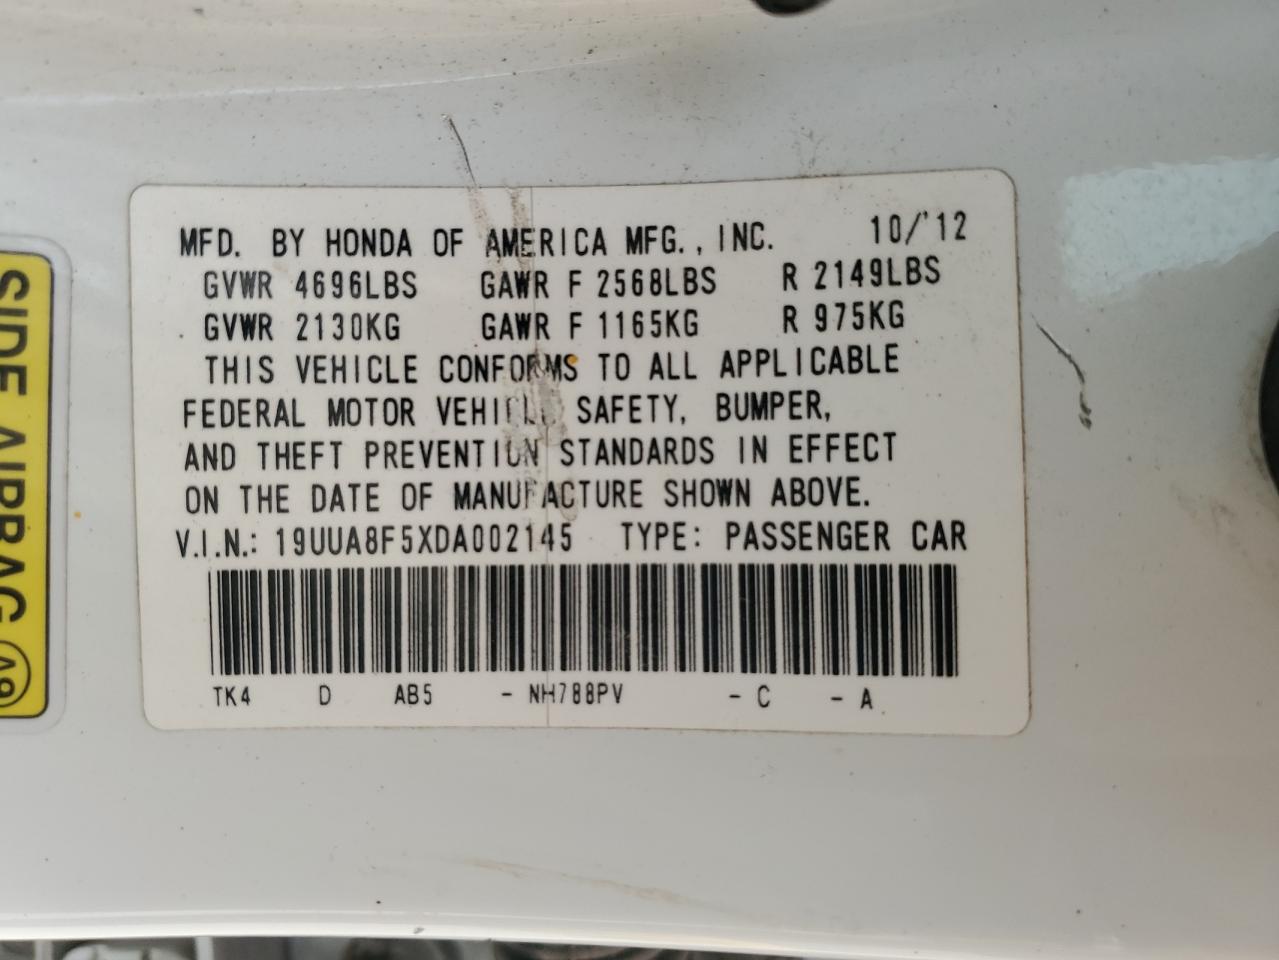 MFD. BY HONDA OF AMERICA MFG., INC. 10/'12
GVWR 4696LBS GAWR F 2568LBS R 2149LBS
GVWR 2130KG GAWR F 1165KG R 975KG
THIS VEHICLE CONFORMS TO ALL APPLICABLE
FEDERAL MOTOR VEHICLE SAFETY, BUMPER,
AND THEFT PREVENTION STANDARDS IN EFFECT
ON THE DATE OF MANUFACTURE SHOWN ABOVE.
V.I.N.: 19UUA8F5XDA002145 TYPE: PASSENGER CAR
TK4 D AB5 - NH788PV - C - A
SIDE AIRBAG